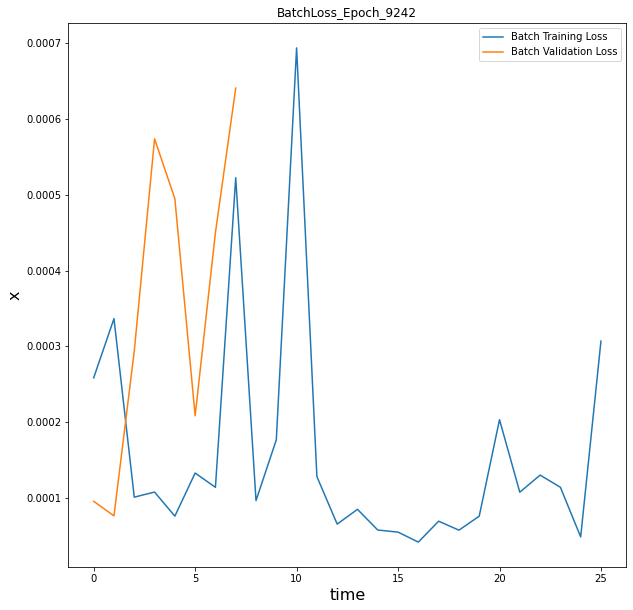 BatchLoss_Epoch_9242
Batch Training Loss
Batch Validation Loss
0.0007
0.0006
0.0005
0.0004
0.0003
0.0002
0.0001
x
0 5 10 15 20 25
time